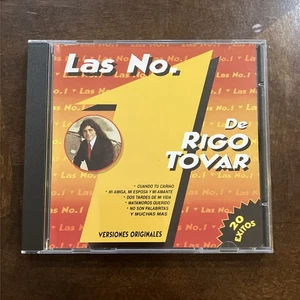 Las No.
1
De
RIGO
TOVAR
• CUANDO TU CARIÑO
• MI AMIGA, MI ESPOSA Y MI AMANTE
• DOS TARDES DE MI VIDA
• MATAMOROS QUERIDO
• NO SON PALABRITAS
Y MUCHAS MAS
VERSIONES ORIGINALES
20
EXITOS